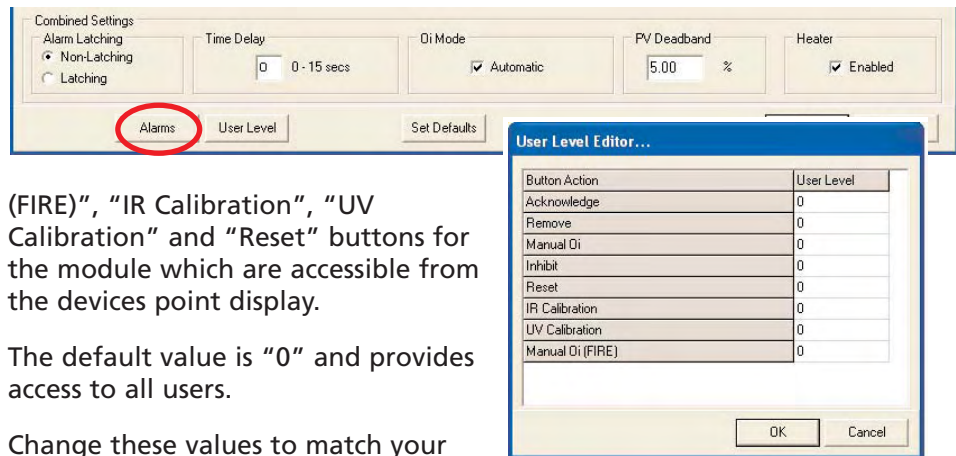 Combined Settings
Alarm Latching
Non-Latching
Latching
Time Delay
0 0 - 15 secs
Oi Mode
Automatic
PV Deadband
5.00 %
Heater
Enabled
Alarms User Level Set Defaults
(FIRE)”, “IR Calibration”, “UV
Calibration” and “Reset” buttons for
the module which are accessible from
the devices point display.
The default value is “0” and provides
access to all users.
Change these values to match your
User Level Editor...
Button Action User Level
Acknowledge 0
Remove 0
Manual Oi 0
Inhibit 0
Reset 0
IR Calibration 0
UV Calibration 0
Manual Oi (FIRE) 0
OK Cancel